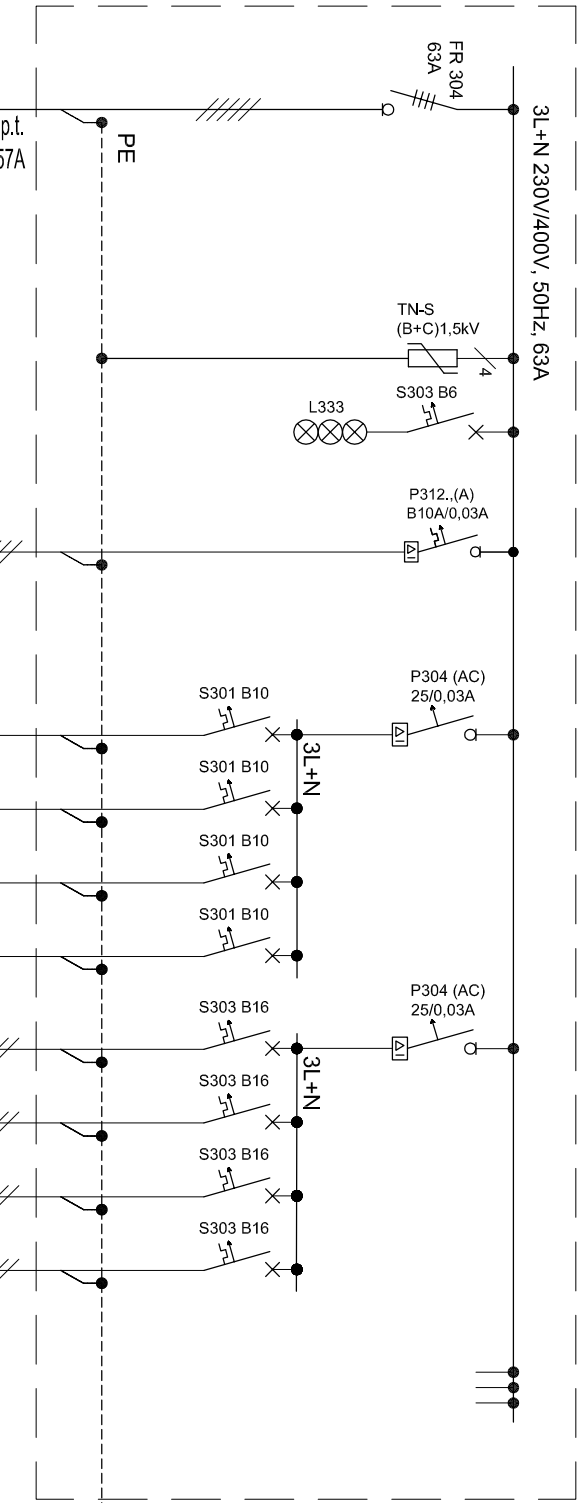 FR 304
63A
3L+N 230V/400V, 50Hz, 63A
p.t.
57A
PE
TN-S
(B+C)1,5kV
4
S303 B6
L333
P312.,(A)
B10A/0,03A
P304 (AC)
25/0,03A
S301 B10
3L+N
S301 B10
S301 B10
S301 B10
P304 (AC)
25/0,03A
S303 B16
3L+N
S303 B16
S303 B16
S303 B16